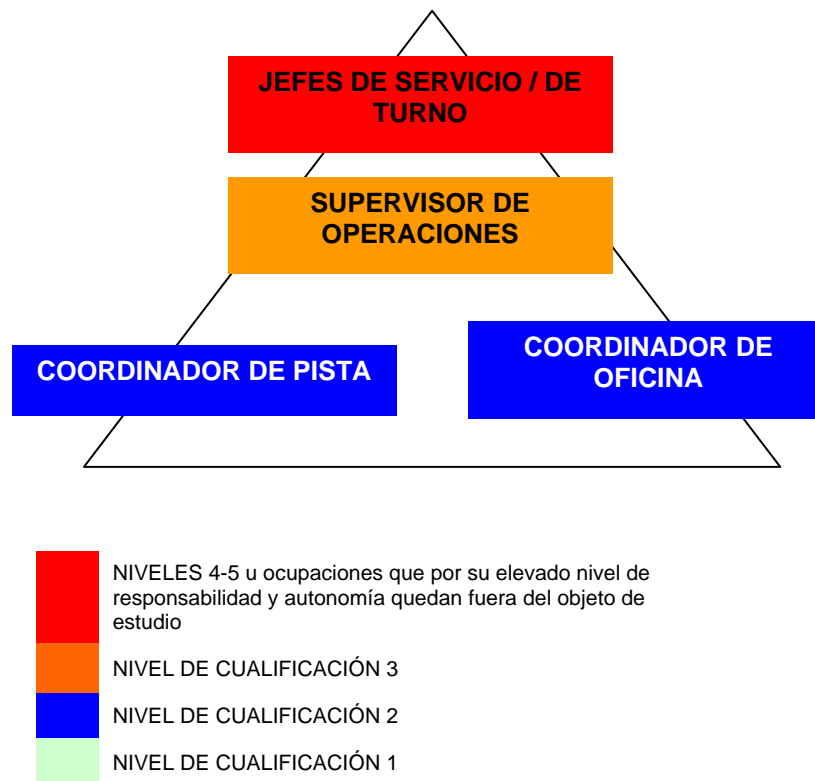 JEFES DE SERVICIO / DE
TURNO
SUPERVISOR DE
OPERACIONES
COORDINADOR DE PISTA
COORDINADOR DE
OFICINA
NIVELES 4-5 u ocupaciones que por su elevado nivel de
responsabilidad y autonomía quedan fuera del objeto de
estudio
NIVEL DE CUALIFICACIÓN 3
NIVEL DE CUALIFICACIÓN 2
NIVEL DE CUALIFICACIÓN 1